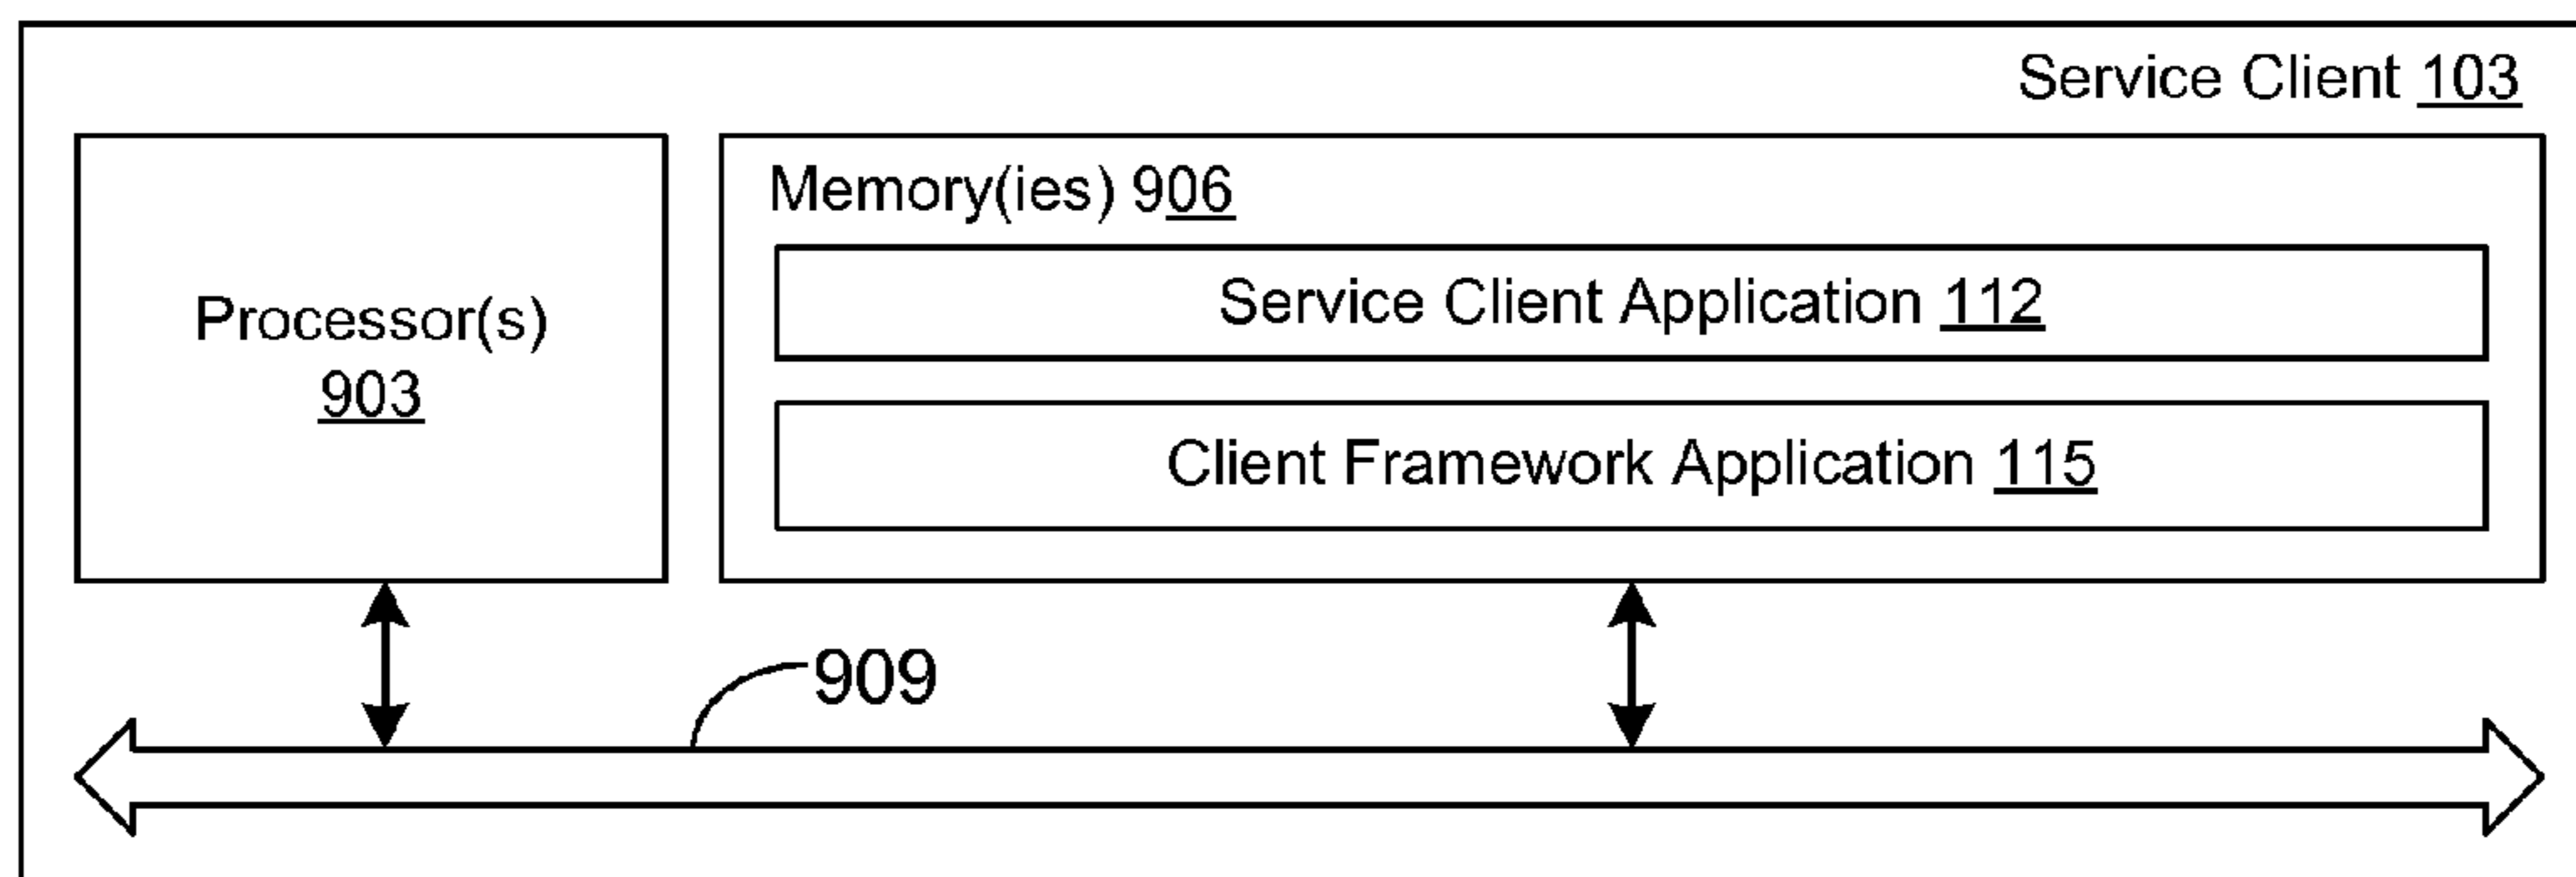 Service Client 103
Processor(s)
903
Memory(ies) 906
Service Client Application 112
Client Framework Application 115
909